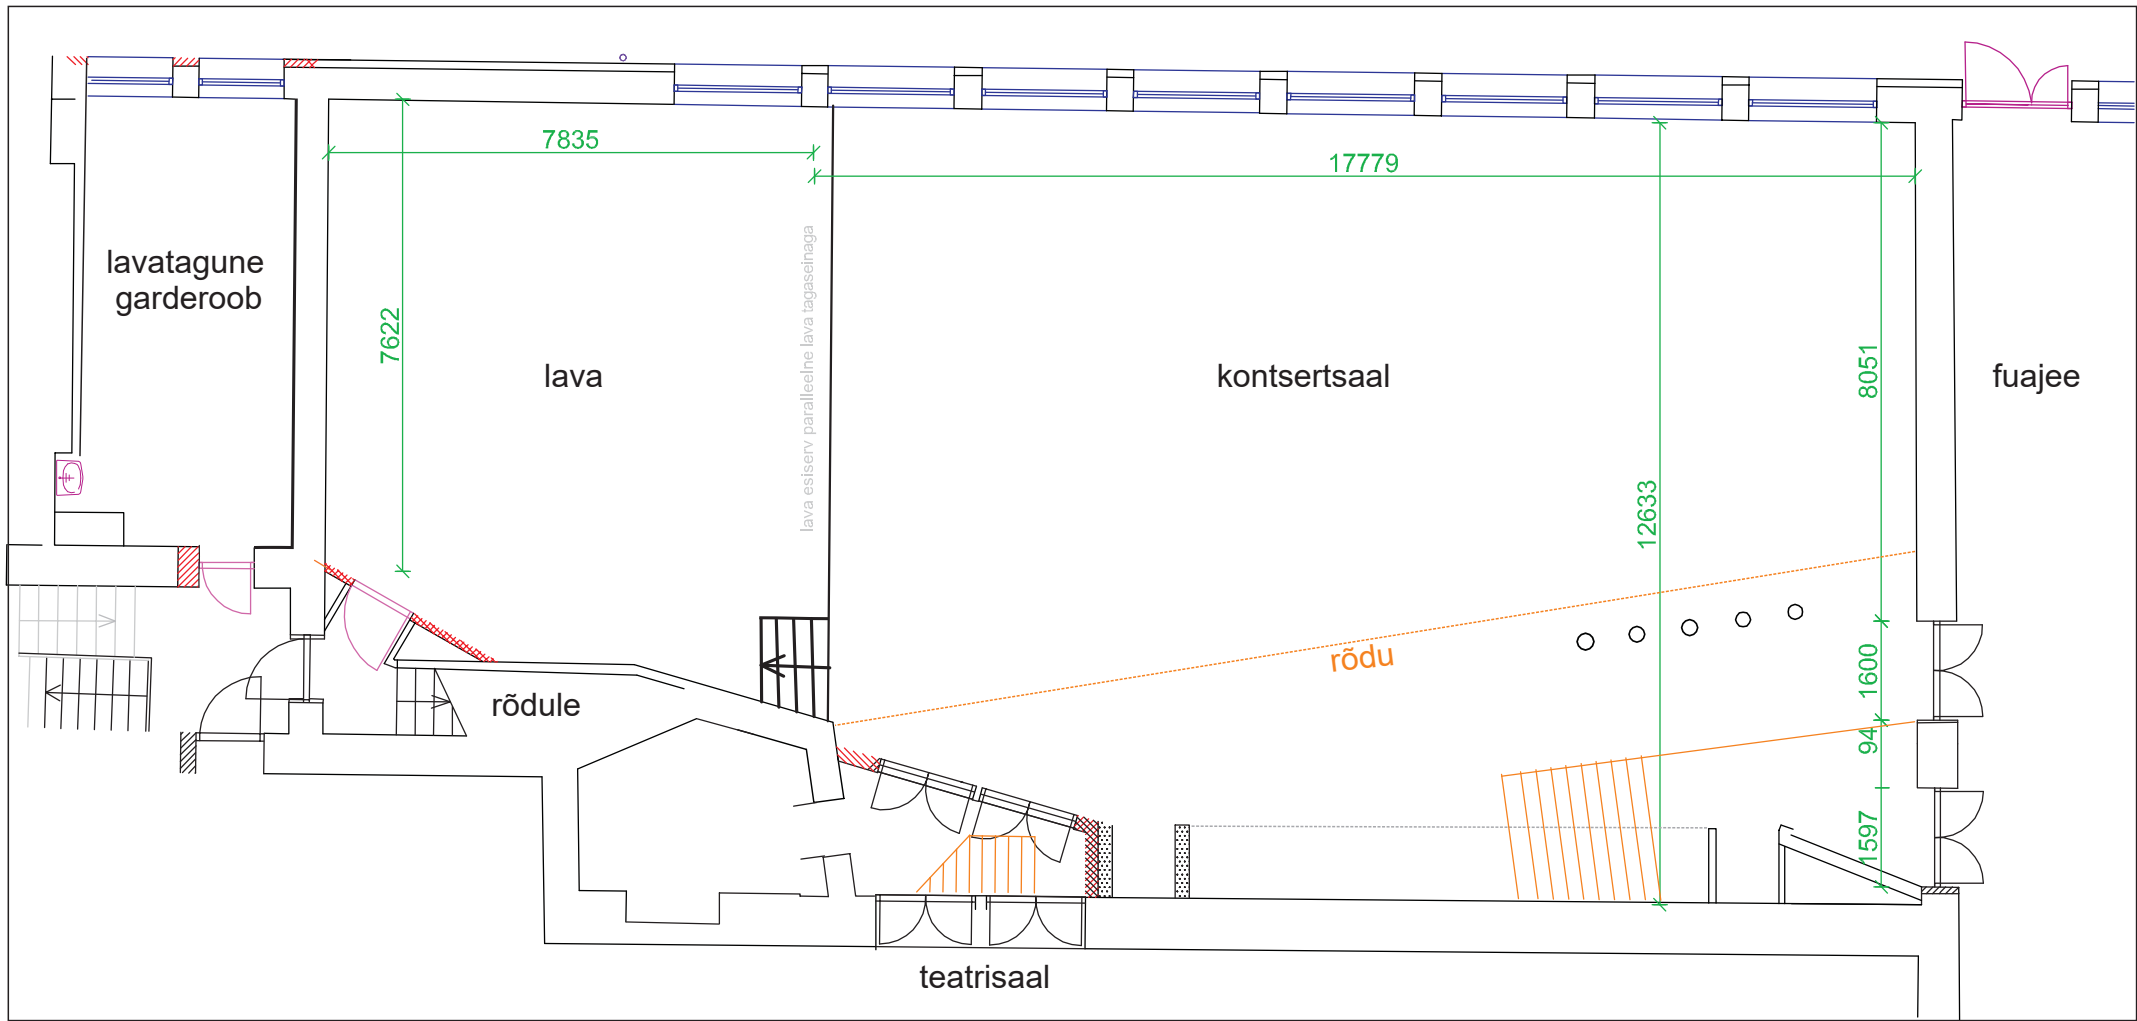 7835
17779
lavatagune
garderoob
7622
lava
lava esiserv paralleelne lava tagaseinaga
kontsertsaal
8051
fuajee
12633
rõdu
1600
rõdule
94
1597
teatrisaal